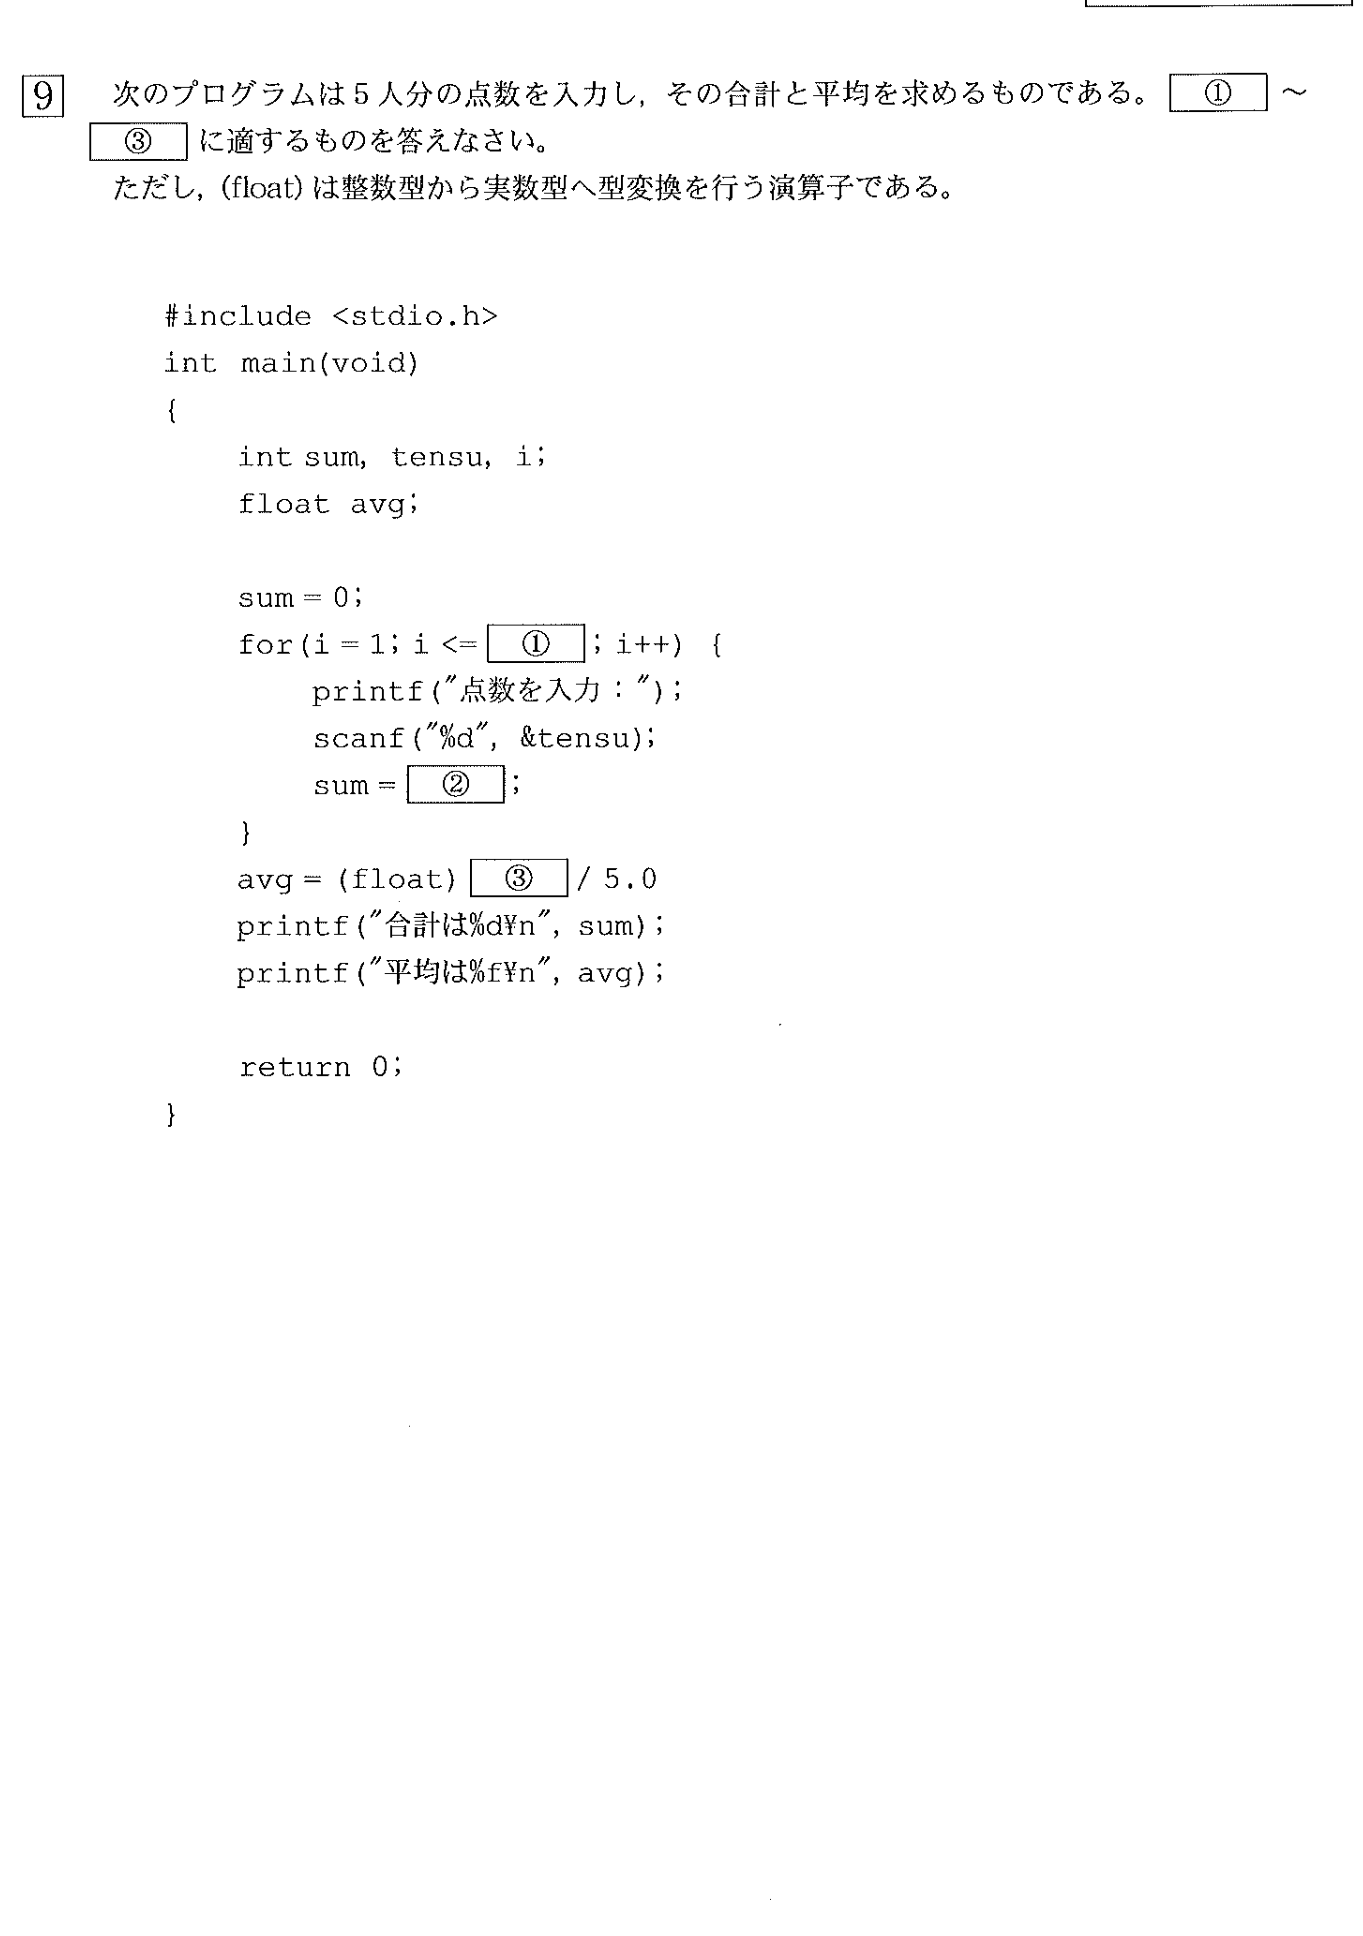 9 次のプログラムは5人分の点数を入力し，その合計と平均を求めるものである。 ① ～
③ に適するものを答えなさい。
ただし，(float) は整数型から実数型へ型変換を行う演算子である。
#include <stdio.h>
int main(void)
{
int sum, tensu, i;
float avg;
sum = 0;
for(i = 1; i <= ① ; i++) {
printf("点数を入力：");
scanf("%d", &tensu);
sum = ② ;
}
avg = (float) ③ / 5.0
printf("合計は%d¥n", sum);
printf("平均は%f¥n", avg);
return 0;
}